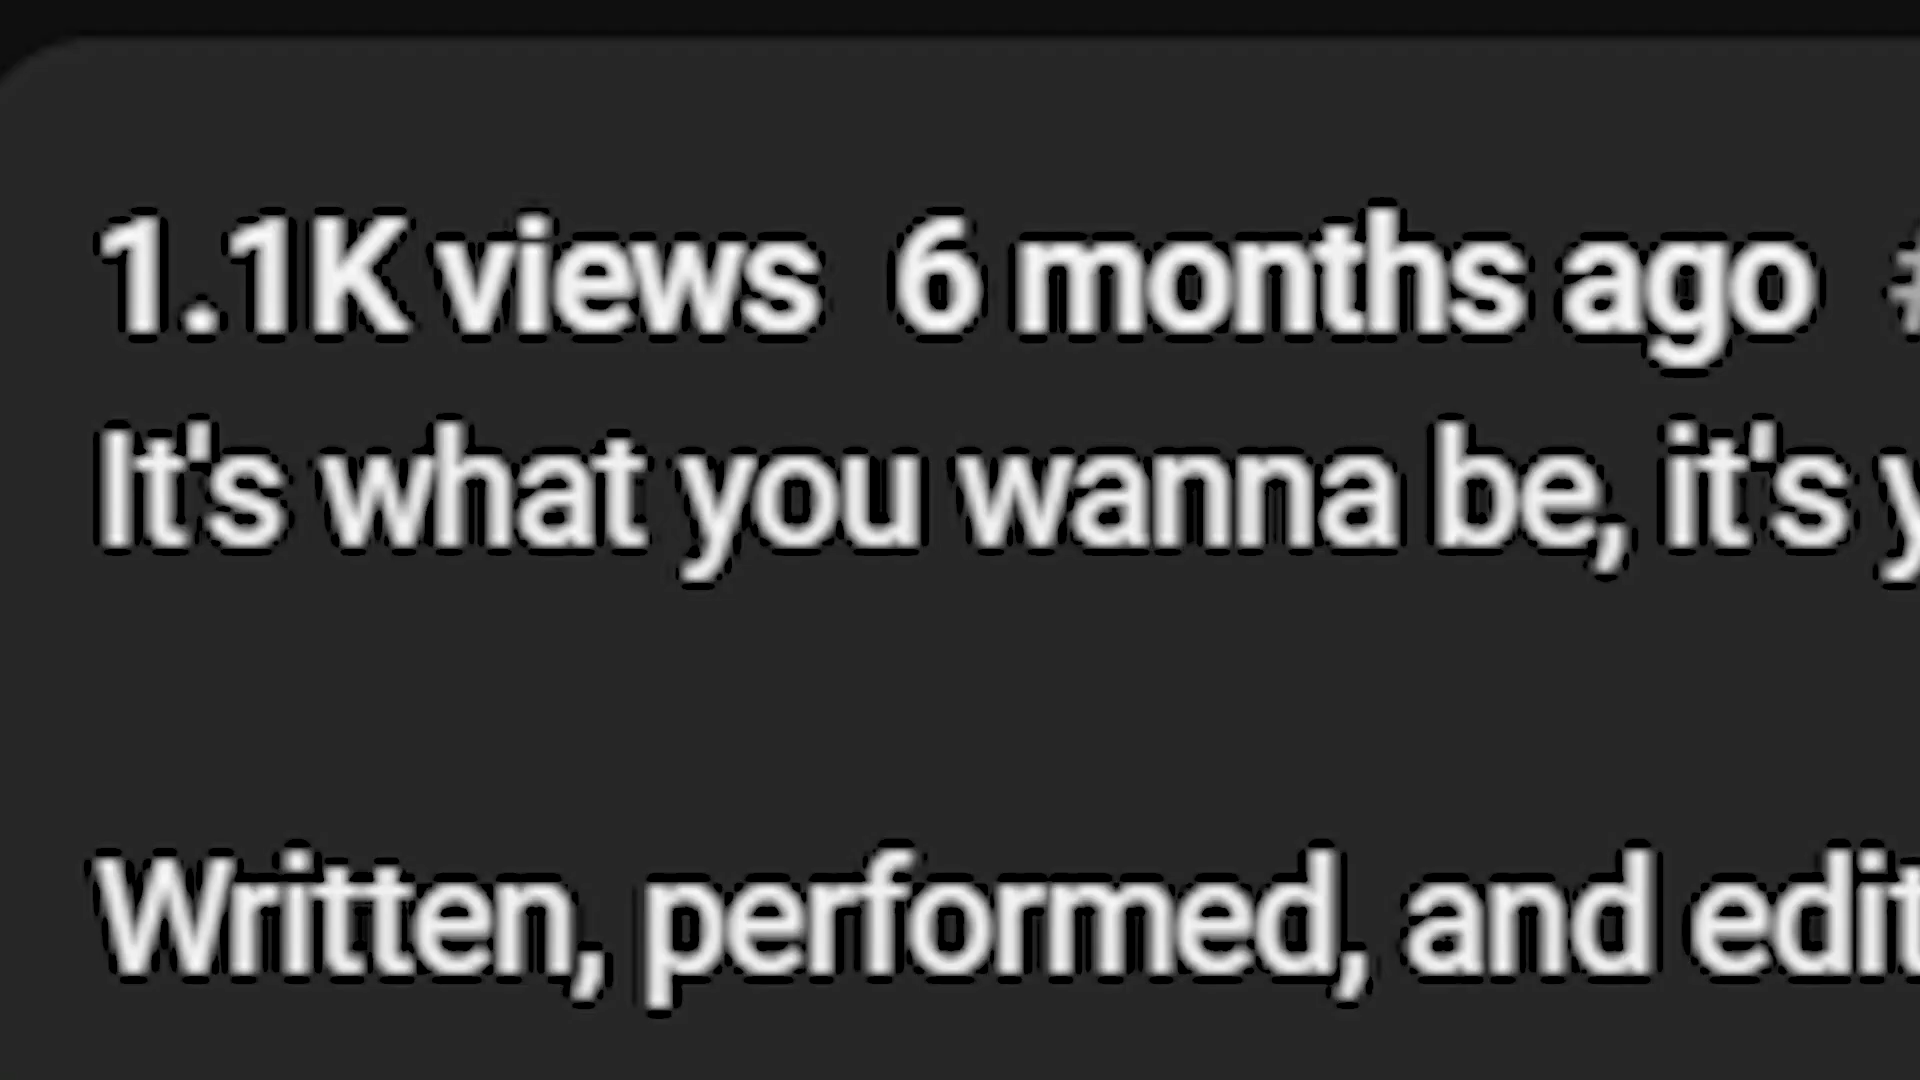 1.1K views 6 months ago #
It's what you wanna be, it's y
Written, performed, and edit